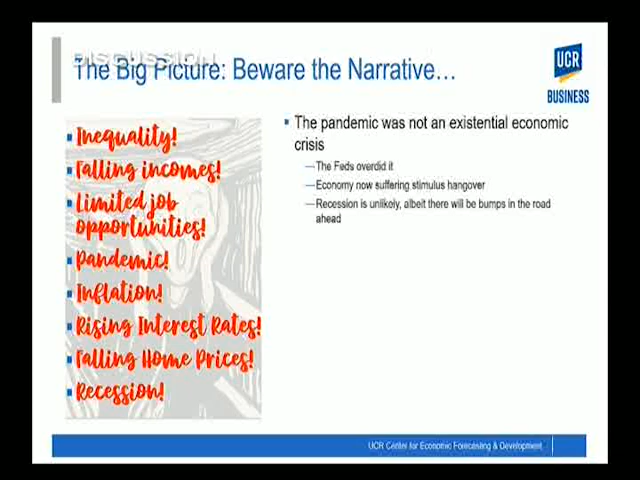 DISCUSSION
The Big Picture: Beware the Narrative…
UCR
BUSINESS
Inequality!
Falling incomes!
Limited job
opportunities!
Pandemic!
Inflation!
Rising Interest Rates!
Falling Home Prices!
Recession!
The pandemic was not an existential economic
crisis
—The Feds overdid it
—Economy now suffering stimulus hangover
—Recession is unlikely, albeit there will be bumps in the road
ahead
UCR Center for Economic Forecasting & Development